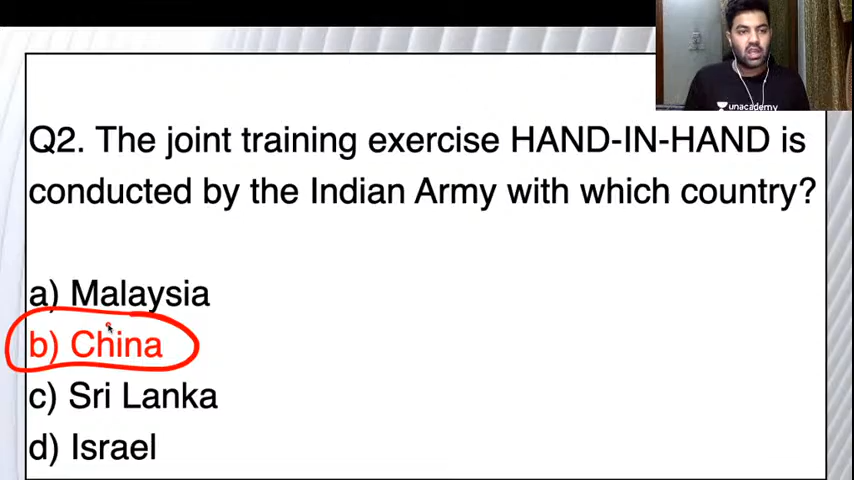 unacademy
Q2. The joint training exercise HAND-IN-HAND is
conducted by the Indian Army with which country?
a) Malaysia
b) China
c) Sri Lanka
d) Israel